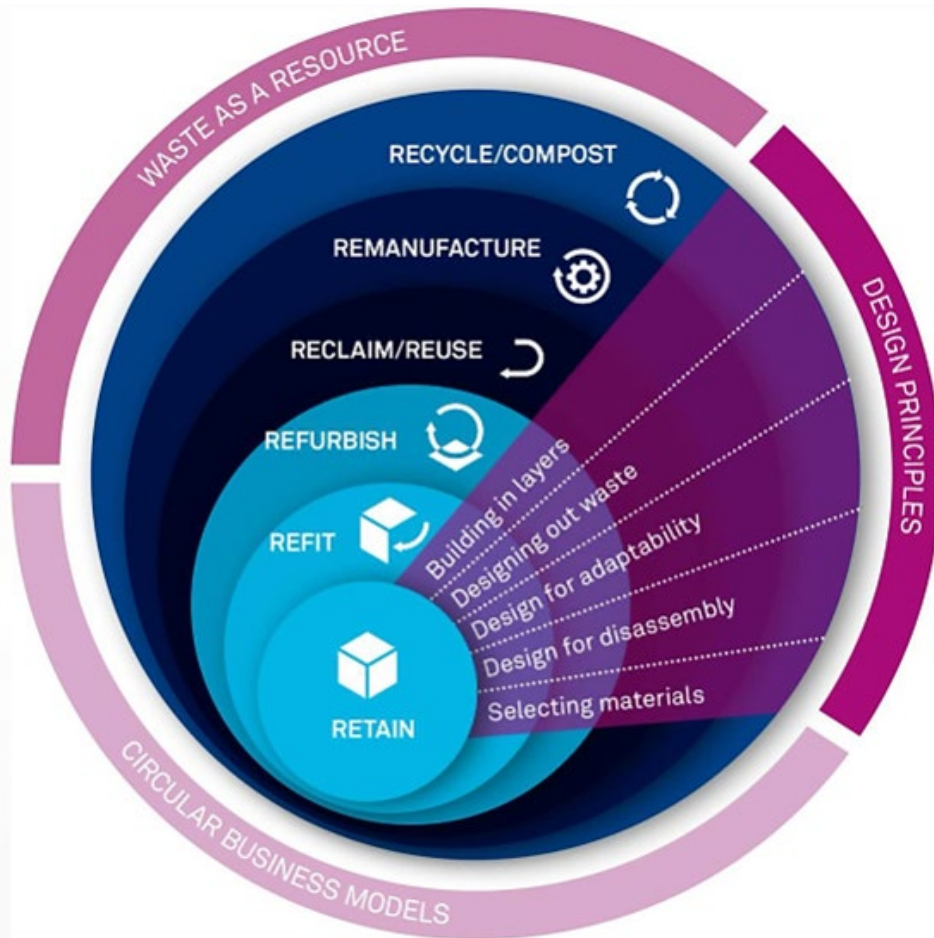 WASTE AS A RESOURCE
RECYCLE/COMPOST
REMANUFACTURE
RECLAIM/REUSE
REFURBISH
REFIT
RETAIN
Building in layers
Designing out waste
Design for adaptability
Design for disassembly
Selecting materials
DESIGN PRINCIPLES
CIRCULAR BUSINESS MODELS